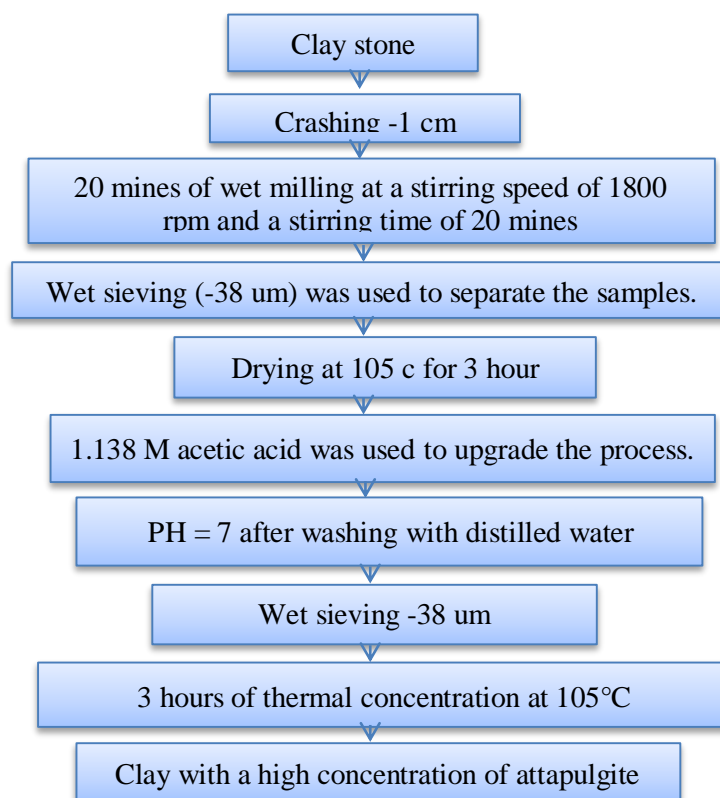 Clay stone
Crashing -1 cm
20 mines of wet milling at a stirring speed of 1800
rpm and a stirring time of 20 mines
Wet sieving (-38 um) was used to separate the samples.
Drying at 105 c for 3 hour
1.138 M acetic acid was used to upgrade the process.
PH = 7 after washing with distilled water
Wet sieving -38 um
3 hours of thermal concentration at 105°C
Clay with a high concentration of attapulgite